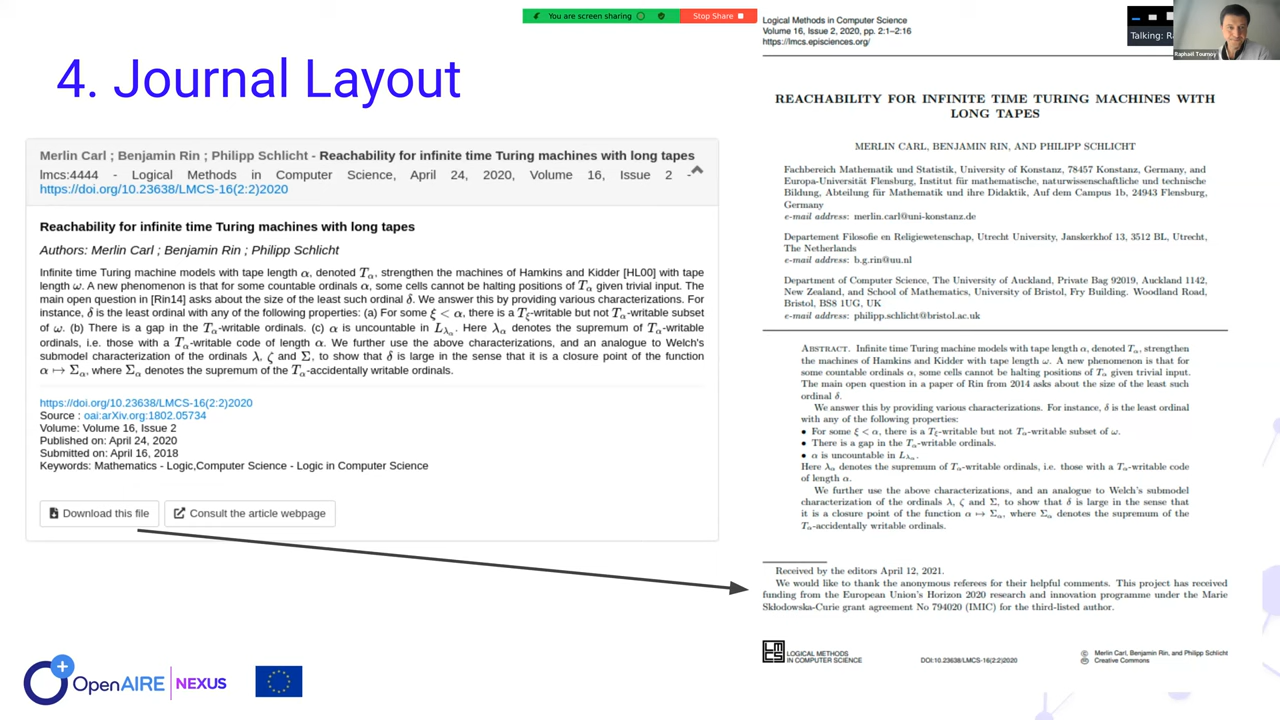 You are screen sharing
Stop Share
Raphaël Tournoy
4. Journal Layout
Merlin Carl ; Benjamin Rin ; Philipp Schlicht - Reachability for infinite time Turing machines with long tapes
lmcs:4444 - Logical Methods in Computer Science, April 24, 2020, Volume 16, Issue 2 -
https://doi.org/10.23638/LMCS-16(2:2)2020
Reachability for infinite time Turing machines with long tapes
Authors: Merlin Carl ; Benjamin Rin ; Philipp Schlicht
Infinite time Turing machine models with tape length α, denoted Tα, strengthen the machines of Hamkins and Kidder [HL00] with tape
length ω. A new phenomenon is that for some countable ordinals α, some cells cannot be halting positions of Tα given trivial input. The
main open question in [Rin14] asks about the size of the least such ordinal δ. We answer this by providing various characterizations. For
instance, δ is the least ordinal with any of the following properties: (a) For some ξ < α, there is a Tξ-writable but not Tα-writable subset
of ω. (b) There is a gap in the Tα-writable ordinals. (c) α is uncountable in Lλα. Here λα denotes the supremum of Tα-writable
ordinals, i.e. those with a Tα-writable code of length α. We further use the above characterizations, and an analogue to Welch's
submodel characterization of the ordinals λ, ζ and Σ, to show that δ is large in the sense that it is a closure point of the function
α ↦ Σα, where Σα denotes the supremum of the Tα-accidentally writable ordinals.
https://doi.org/10.23638/LMCS-16(2:2)2020
Source : oai:arXiv.org:1802.05734
Volume: Volume 16, Issue 2
Published on: April 24, 2020
Submitted on: April 16, 2018
Keywords: Mathematics - Logic,Computer Science - Logic in Computer Science
Download this file
Consult the article webpage
OpenAIRE NEXUS
Logical Methods in Computer Science
Volume 16, Issue 2, 2020, pp. 2:1–2:16
https://lmcs.episciences.org/
Talking: R
REACHABILITY FOR INFINITE TIME TURING MACHINES WITH
LONG TAPES
MERLIN CARL, BENJAMIN RIN, AND PHILIPP SCHLICHT
Fachbereich Mathematik und Statistik, University of Konstanz, 78457 Konstanz, Germany, and
Europa-Universität Flensburg, Institut für mathematische, naturwissenschaftliche und technische
Bildung, Abteilung für Mathematik und ihre Didaktik, Auf dem Campus 1b, 24943 Flensburg,
Germany
e-mail address: merlin.carl@uni-konstanz.de
Departement Filosofie en Religiewetenschap, Utrecht University, Janskerkhof 13, 3512 BL, Utrecht,
The Netherlands
e-mail address: b.g.rin@uu.nl
Department of Computer Science, The University of Auckland, Private Bag 92019, Auckland 1142,
New Zealand, and School of Mathematics, University of Bristol, Fry Building. Woodland Road,
Bristol, BS8 1UG, UK
e-mail address: philipp.schlicht@bristol.ac.uk
ABSTRACT. Infinite time Turing machine models with tape length α, denoted Tα, strengthen
the machines of Hamkins and Kidder with tape length ω. A new phenomenon is that for
some countable ordinals α, some cells cannot be halting positions of Tα given trivial input.
The main open question in a paper of Rin from 2014 asks about the size of the least such
ordinal δ.
We answer this by providing various characterizations. For instance, δ is the least ordinal
with any of the following properties:
• For some ξ < α, there is a Tξ-writable but not Tα-writable subset of ω.
• There is a gap in the Tα-writable ordinals.
• α is uncountable in Lλα.
Here λα denotes the supremum of Tα-writable ordinals, i.e. those with a Tα-writable code
of length α.
We further use the above characterizations, and an analogue to Welch's submodel
characterization of the ordinals λ, ζ and Σ, to show that δ is large in the sense that
it is a closure point of the function α ↦ Σα, where Σα denotes the supremum of the
Tα-accidentally writable ordinals.
Received by the editors April 12, 2021.
We would like to thank the anonymous referees for their helpful comments. This project has received
funding from the European Union's Horizon 2020 research and innovation programme under the Marie
Skłodowska-Curie grant agreement No 794020 (IMIC) for the third-listed author.
LMCS
LOGICAL METHODS
IN COMPUTER SCIENCE
DOI:10.23638/LMCS-16(2:2)2020
© Merlin Carl, Benjamin Rin, and Philipp Schlicht
Creative Commons